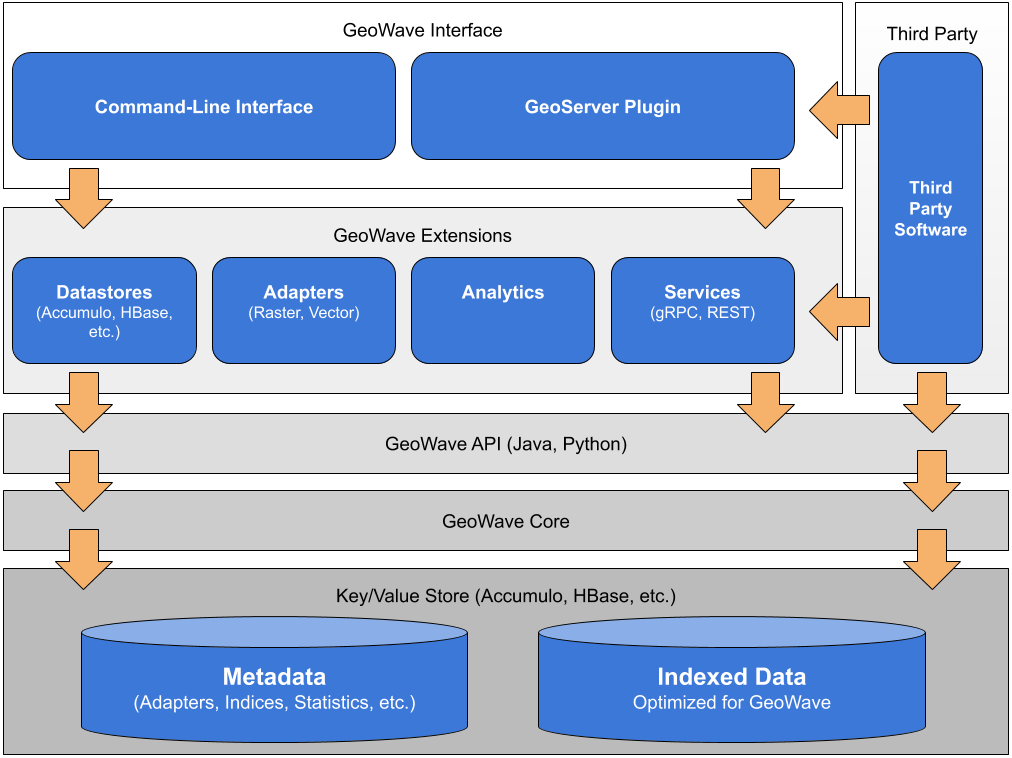 GeoWave Interface
Third Party
Command-Line Interface
GeoServer Plugin
Third
Party
Software
GeoWave Extensions
Datastores
(Accumulo, HBase,
etc.)
Adapters
(Raster, Vector)
Analytics
Services
(gRPC, REST)
GeoWave API (Java, Python)
GeoWave Core
Key/Value Store (Accumulo, HBase, etc.)
Metadata
(Adapters, Indices, Statistics, etc.)
Indexed Data
Optimized for GeoWave